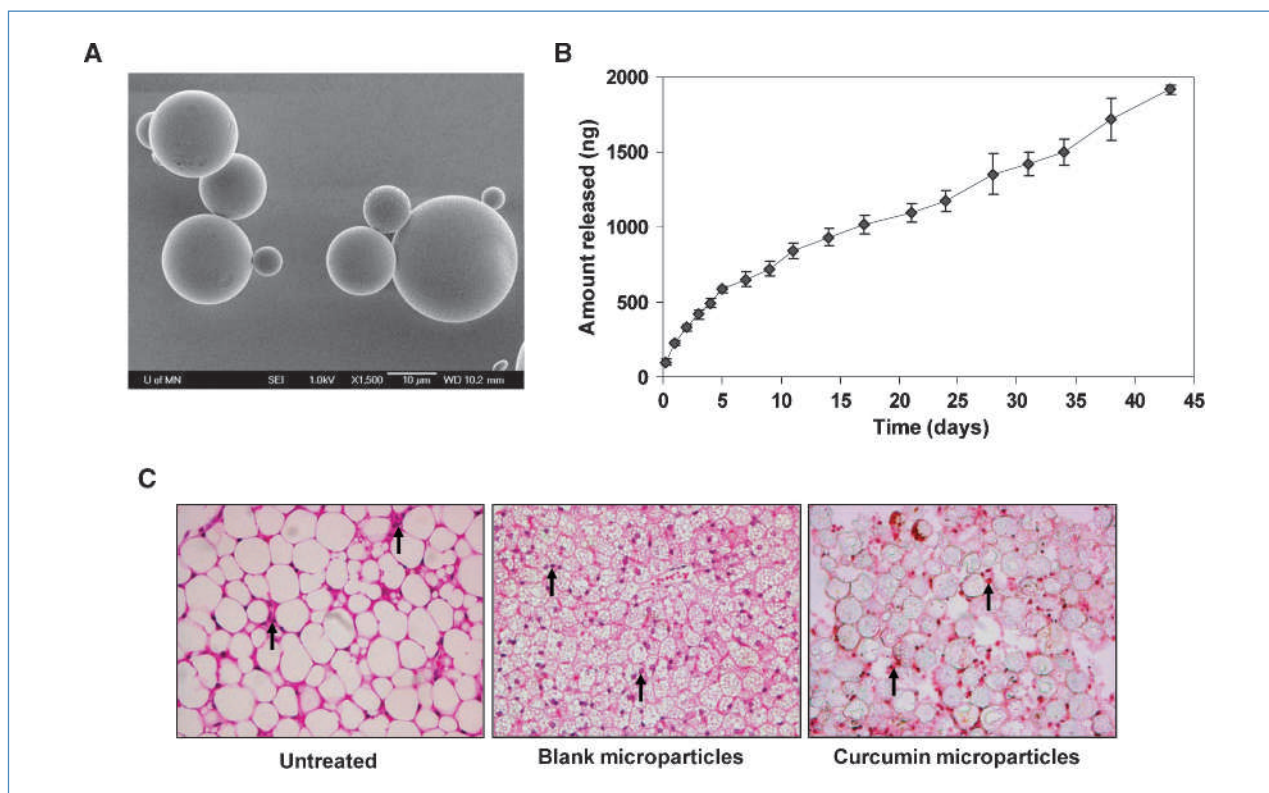 A
U of MN SEI 1.0kV X1,500 10 µm WD 10.2 mm
B
2000
1500
1000
500
0
Amount released (ng)
0 5 10 15 20 25 30 35 40 45
Time (days)
C
Untreated Blank microparticles Curcumin microparticles